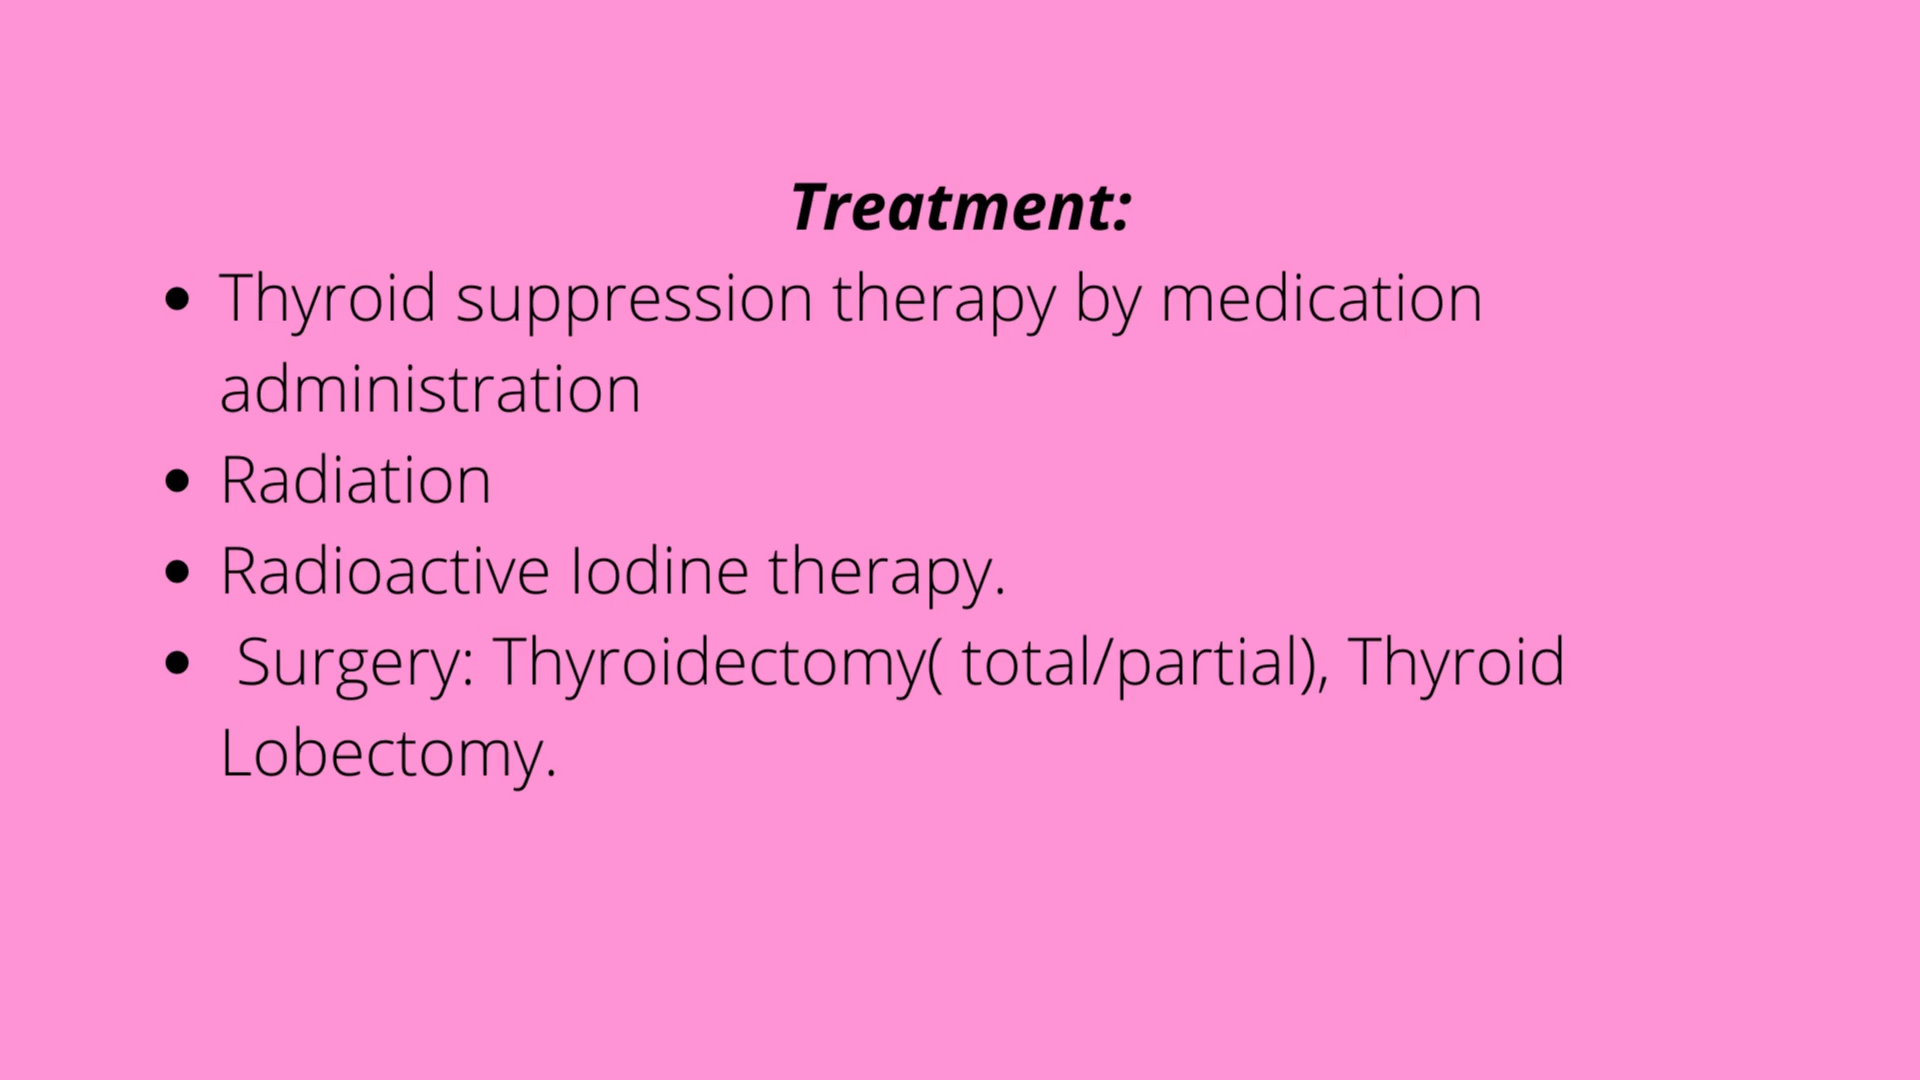 Treatment:
• Thyroid suppression therapy by medication
administration
• Radiation
• Radioactive Iodine therapy.
• Surgery: Thyroidectomy( total/partial), Thyroid
Lobectomy.